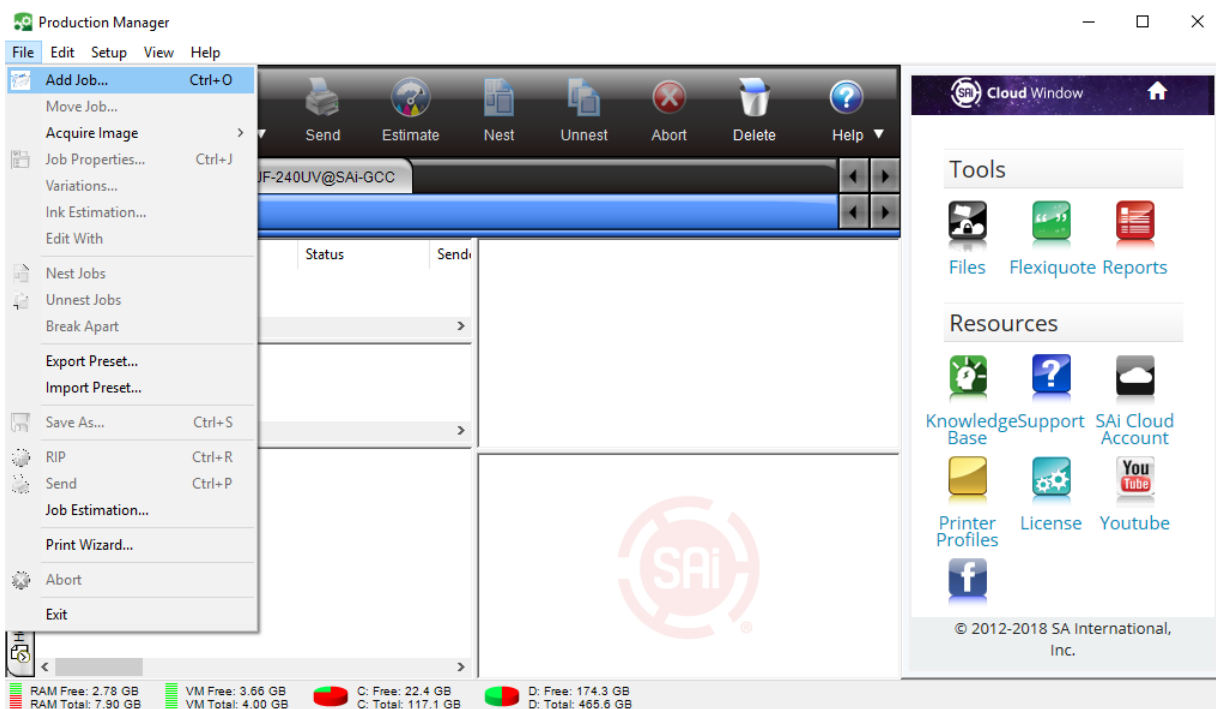 Production Manager
File Edit Setup View Help
Add Job... Ctrl+O
Move Job...
Acquire Image
Job Properties... Ctrl+J
Variations...
Ink Estimation...
Edit With
Nest Jobs
Unnest Jobs
Break Apart
Export Preset...
Import Preset...
Save As... Ctrl+S
RIP Ctrl+R
Send Ctrl+P
Job Estimation...
Print Wizard...
Abort
Exit
Send Estimate Nest Unnest Abort Delete Help
JF-240UV@SAi-GCC
Status
SAi
®
SAi Cloud Window
Tools
Files Flexiquote Reports
Resources
Knowledge Base
Support
SAi Cloud Account
Printer Profiles
License
You Tube
Youtube
f
© 2012-2018 SA International, Inc.
RAM Free: 2.78 GB VM Free: 3.66 GB C: Free: 22.4 GB D: Free: 174.3 GB
RAM Total: 7.90 GB VM Total: 4.00 GB C: Total: 117.1 GB D: Total: 465.6 GB